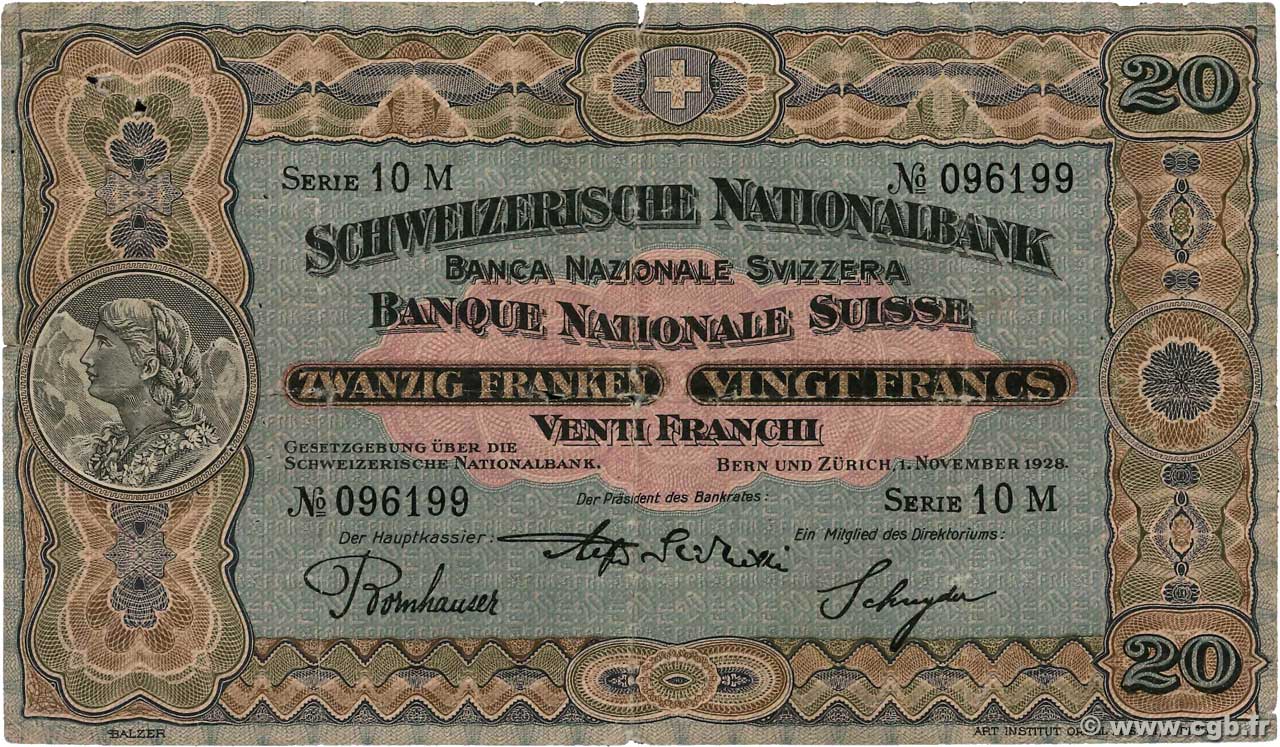 20
SERIE 10 M
№ 096199
SCHWEIZERISCHE NATIONALBANK
BANCA NAZIONALE SVIZZERA
BANQUE NATIONALE SUISSE
ZWANZIG FRANKEN VINGT FRANCS
VENTI FRANCHI
GESETZGEBUNG ÜBER DIE
SCHWEIZERISCHE NATIONALBANK.
BERN UND ZÜRICH, 1. NOVEMBER 1928.
№ 096199
Der Präsident des Bankrates:
SERIE 10 M
Der Hauptkassier:
Ein Mitglied des Direktoriums:
Bornhauser
Schnyder
20
BALZER
ART INSTITUT
© www.cgb.fr